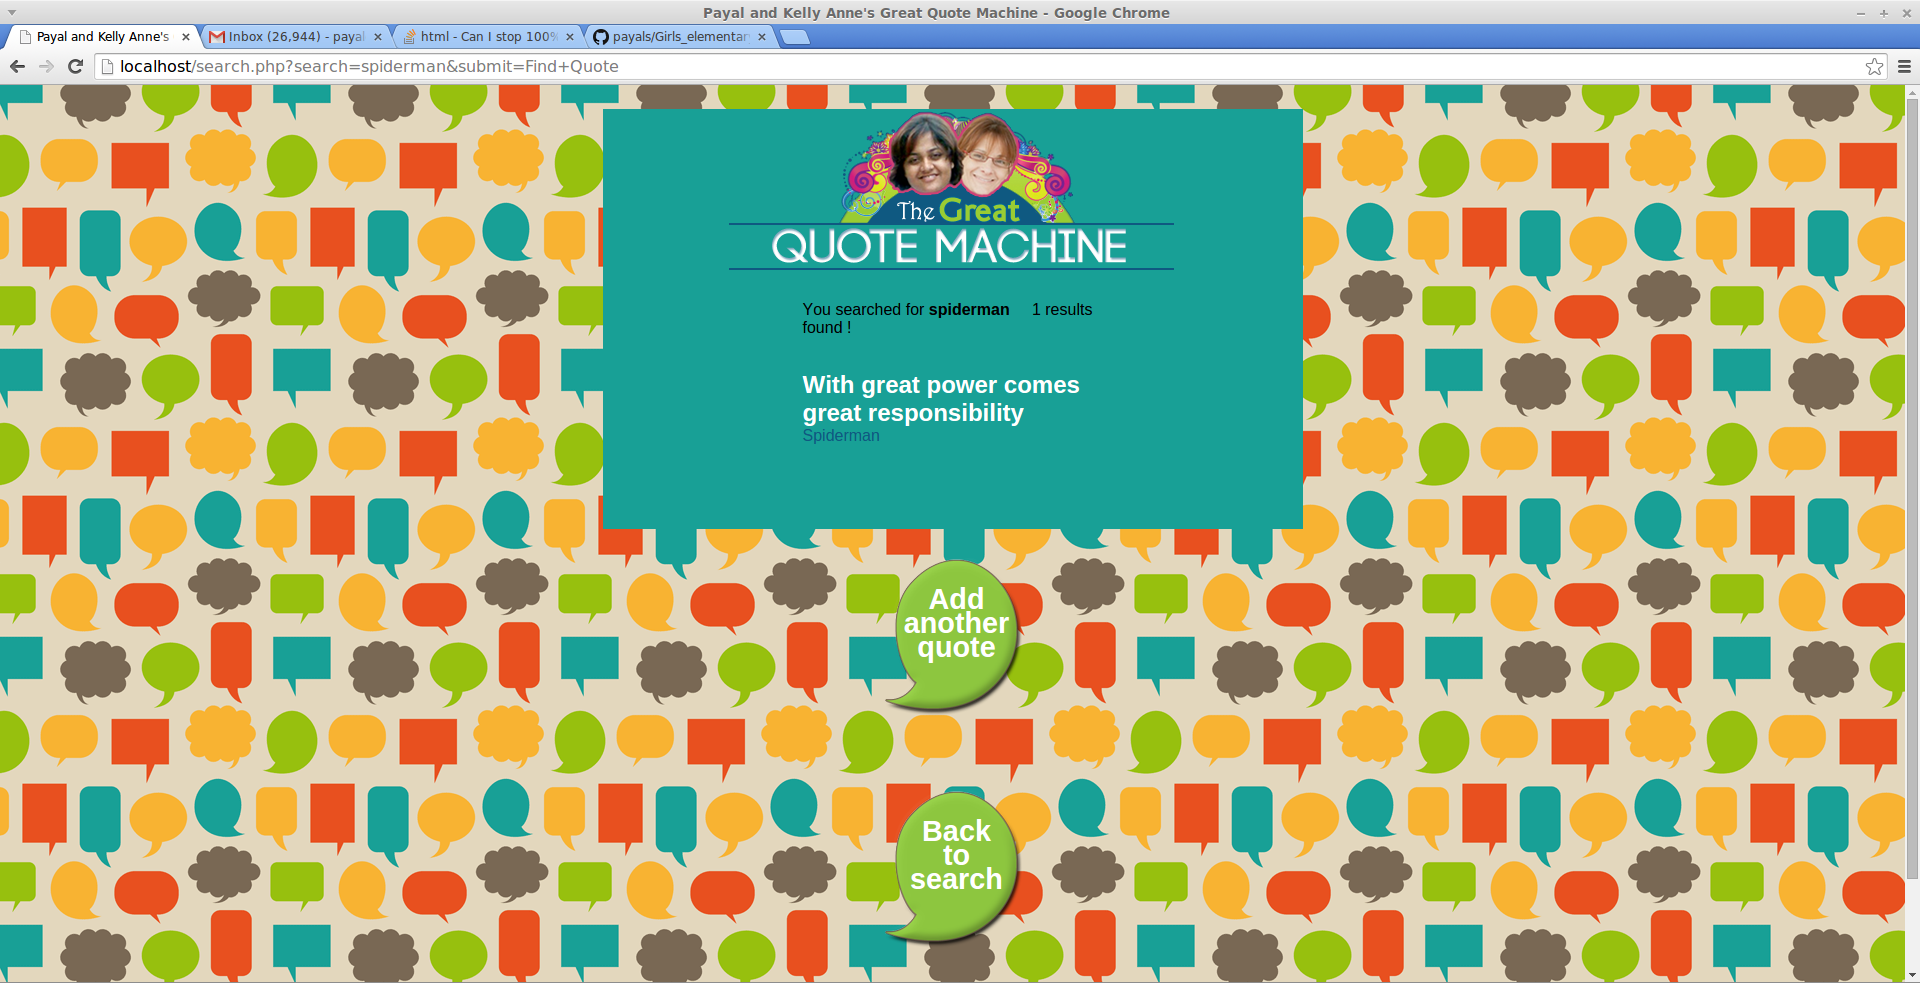 Payal and Kelly Anne's Great Quote Machine - Google Chrome
Payal and Kelly Anne's
Inbox (26,944) - payal
html - Can I stop 100%
payals/Girls_elementar
localhost/search.php?search=spiderman&submit=Find+Quote
The Great
QUOTE MACHINE
You searched for spiderman 1 results
found !
With great power comes
great responsibility
Spiderman
Add
another
quote
Back
to
search